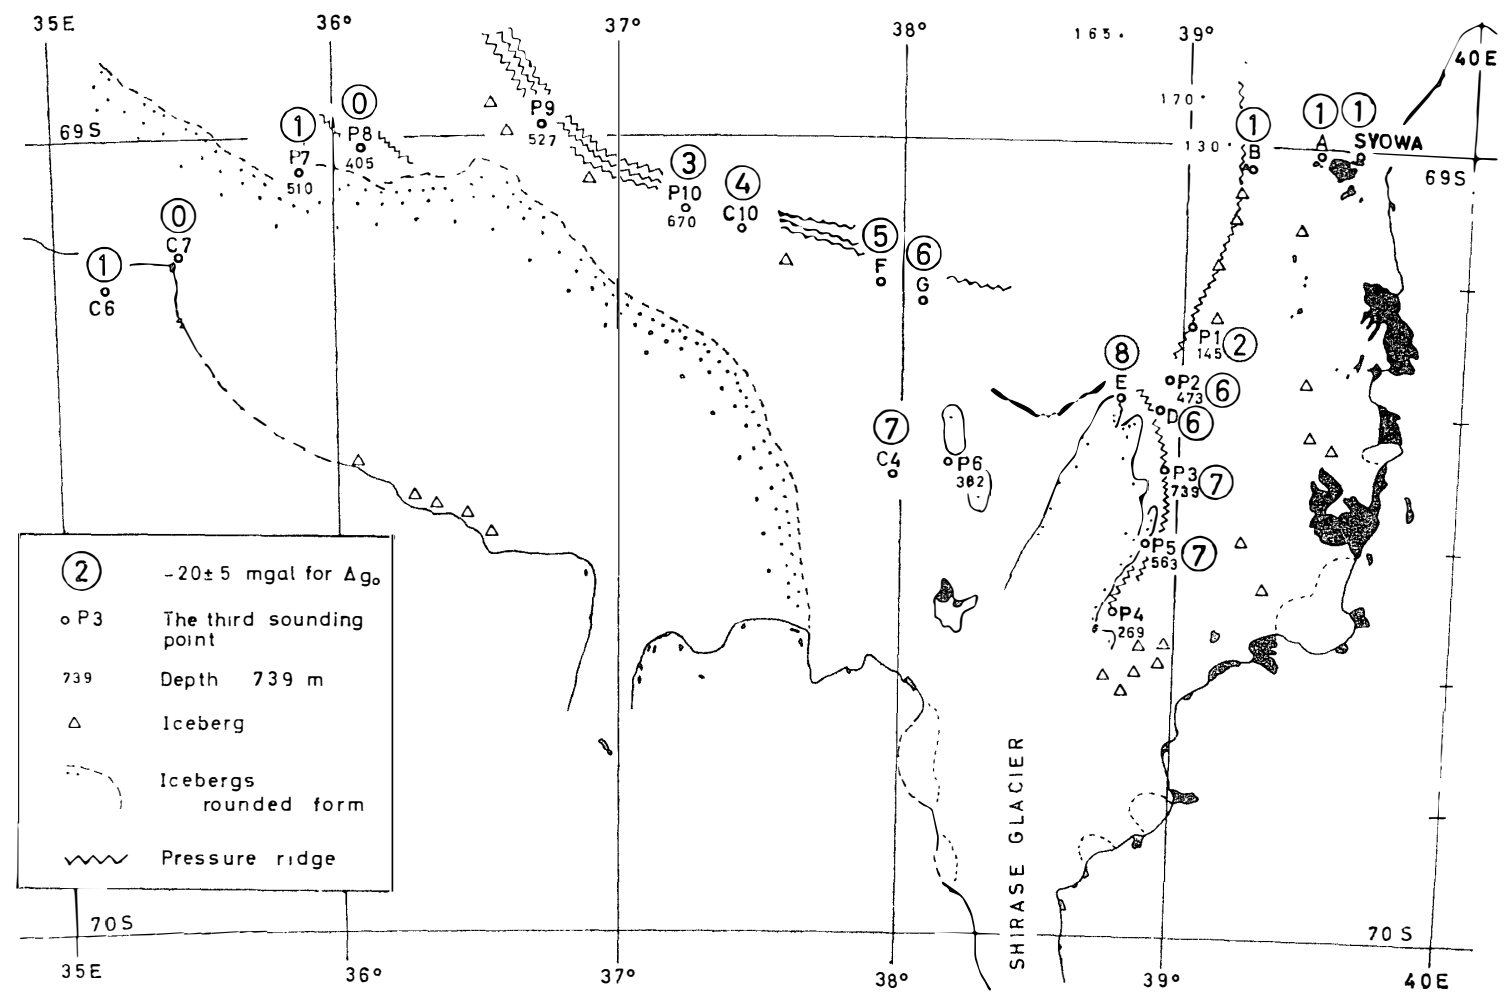 35E 36° 37° 38° 39° 40E
165.
170.
130.
69S
69S
SYOWA
1 1
A
1
B
0
P8
405
1
P7
510
P9
527
3
P10
670
4
C10
5
F
6
G
0
C7
1
C6
P1 2
145
8
E
P2
473 6
D 6
7
C4
P6
382
P3 7
739
P5 7
563
P4
269
2 -20±5 mgal for Δg₀
P3 The third sounding
point
739 Depth 739 m
Iceberg
Icebergs
rounded form
Pressure ridge
SHIRASE GLACIER
70S
70S
35E 36° 37° 38° 39° 40E